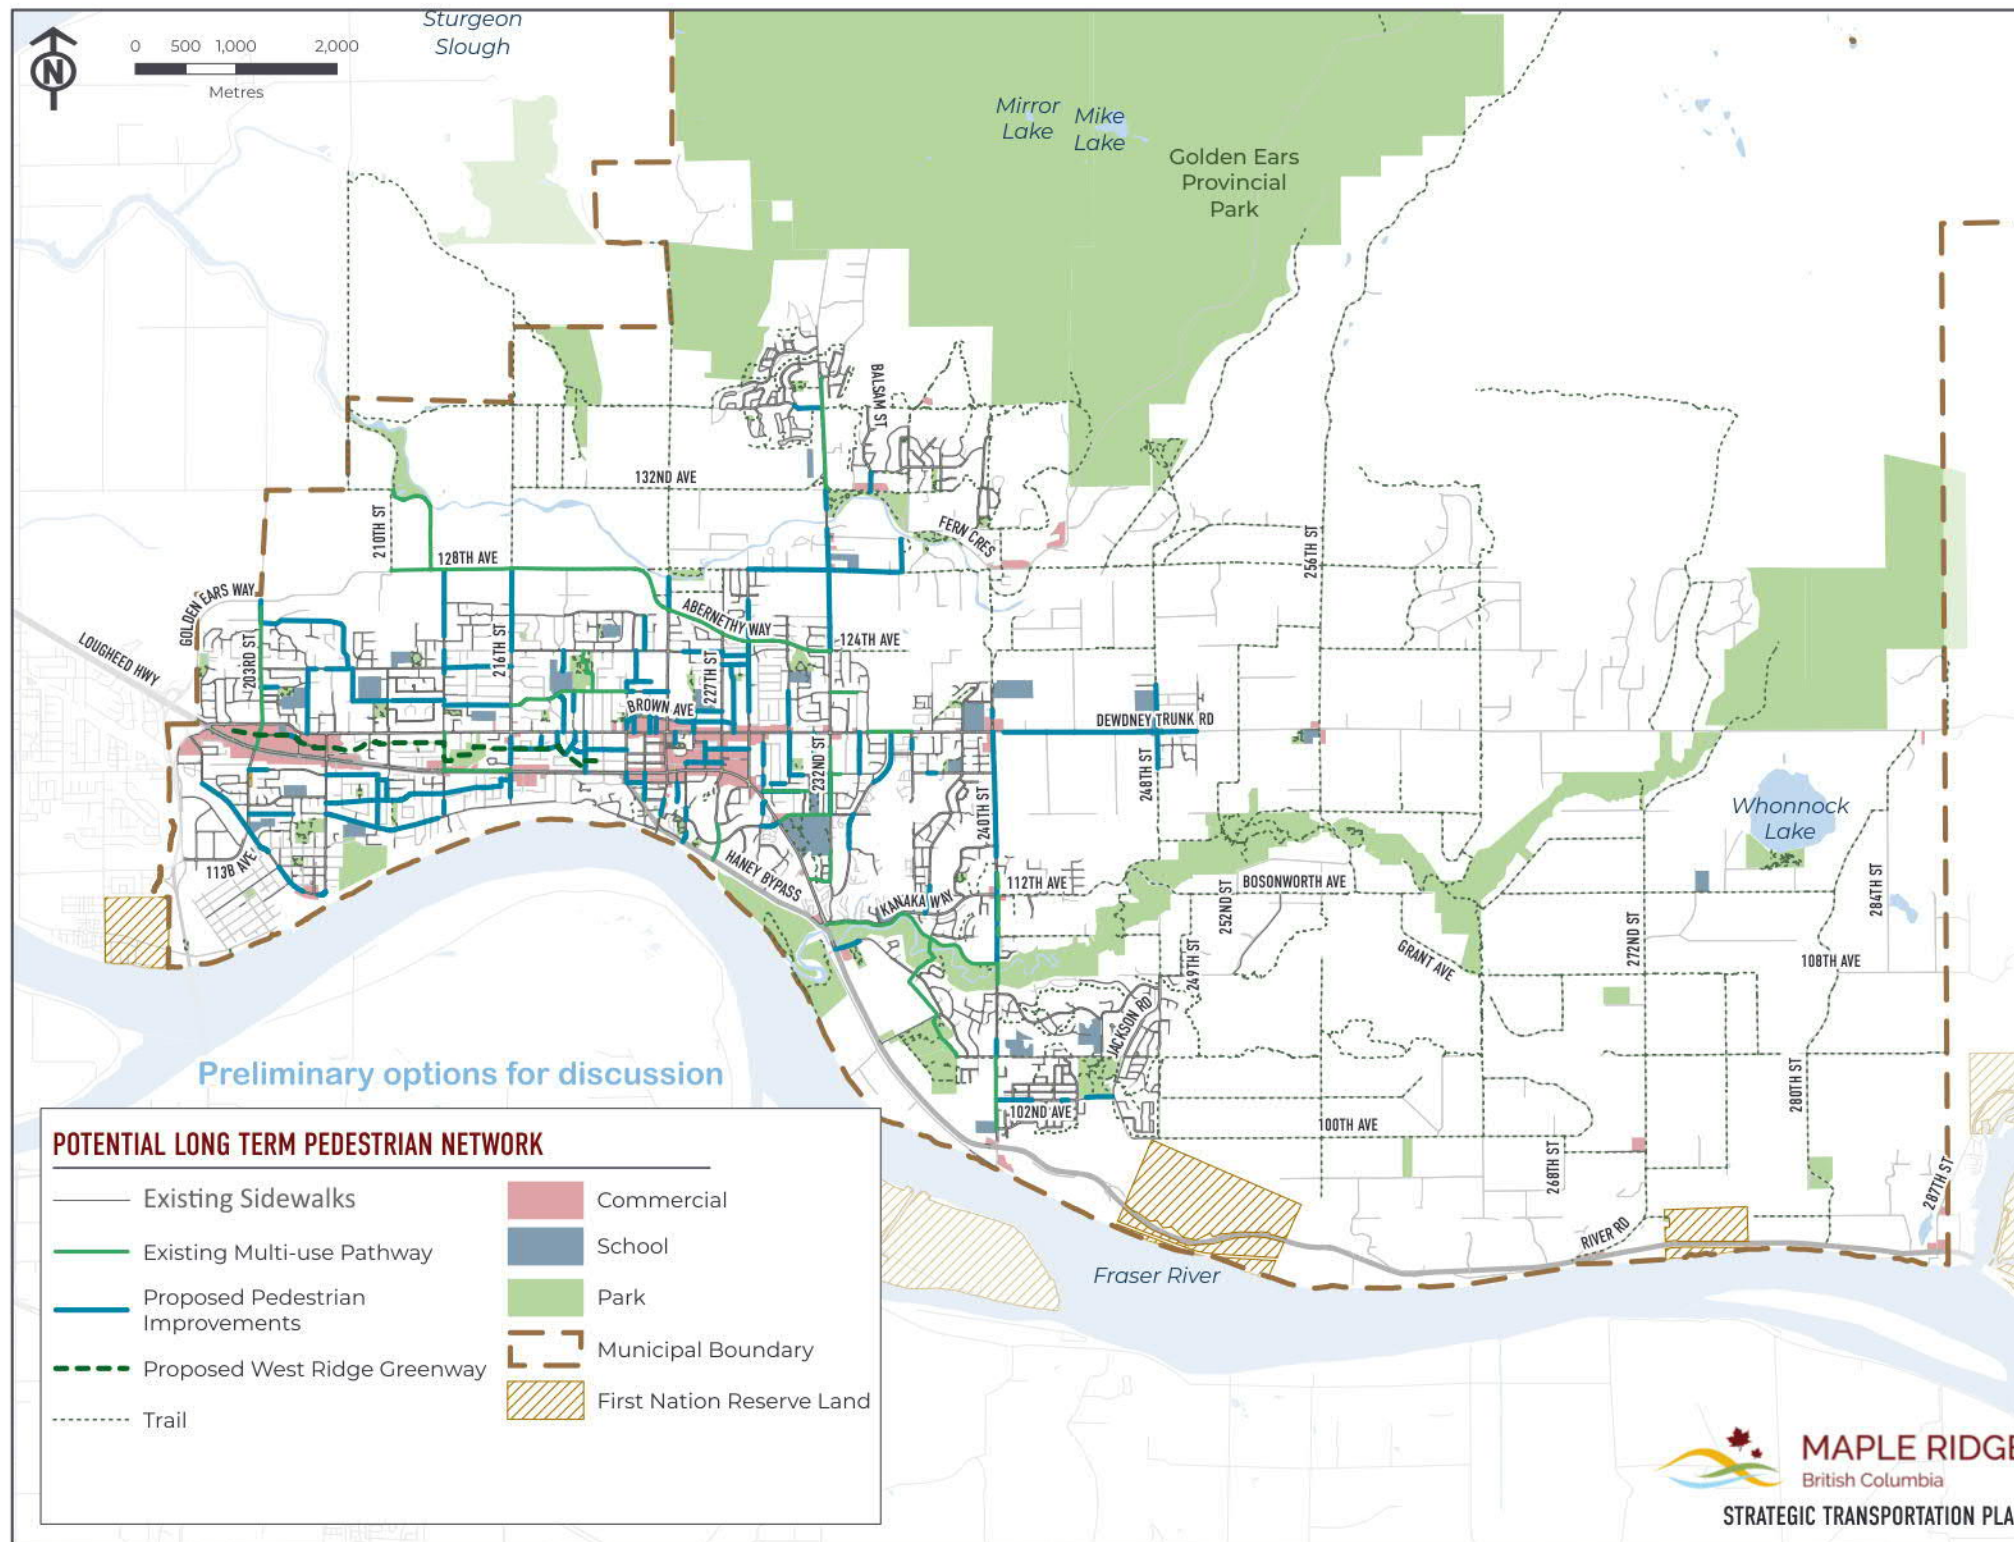 Sturgeon
Slough
N
0 500 1,000 2,000
Metres
Mirror
Lake
Mike
Lake
Golden Ears
Provincial
Park
BALSAM ST
132ND AVE
210TH ST
FERN CRES
128TH AVE
256TH ST
GOLDEN EARS WAY
ABERNETHY WAY
LOUGHEED HWY
203RD ST
216TH ST
124TH AVE
227TH ST
BROWN AVE
DEWDNEY TRUNK RD
232ND ST
248TH ST
240TH ST
Whonnock
Lake
113B AVE
HANEY BYPASS
112TH AVE
BOSONWORTH AVE
KANAKA WAY
252ND ST
284TH ST
272ND ST
249TH ST
GRANT AVE
108TH AVE
JACKSON RD
Preliminary options for discussion
280TH ST
102ND AVE
100TH AVE
268TH ST
287TH ST
RIVER RD
Fraser River
POTENTIAL LONG TERM PEDESTRIAN NETWORK
Existing Sidewalks
Existing Multi-use Pathway
Proposed Pedestrian
Improvements
Proposed West Ridge Greenway
Trail
Commercial
School
Park
Municipal Boundary
First Nation Reserve Land
MAPLE RIDGE
British Columbia
STRATEGIC TRANSPORTATION PLA